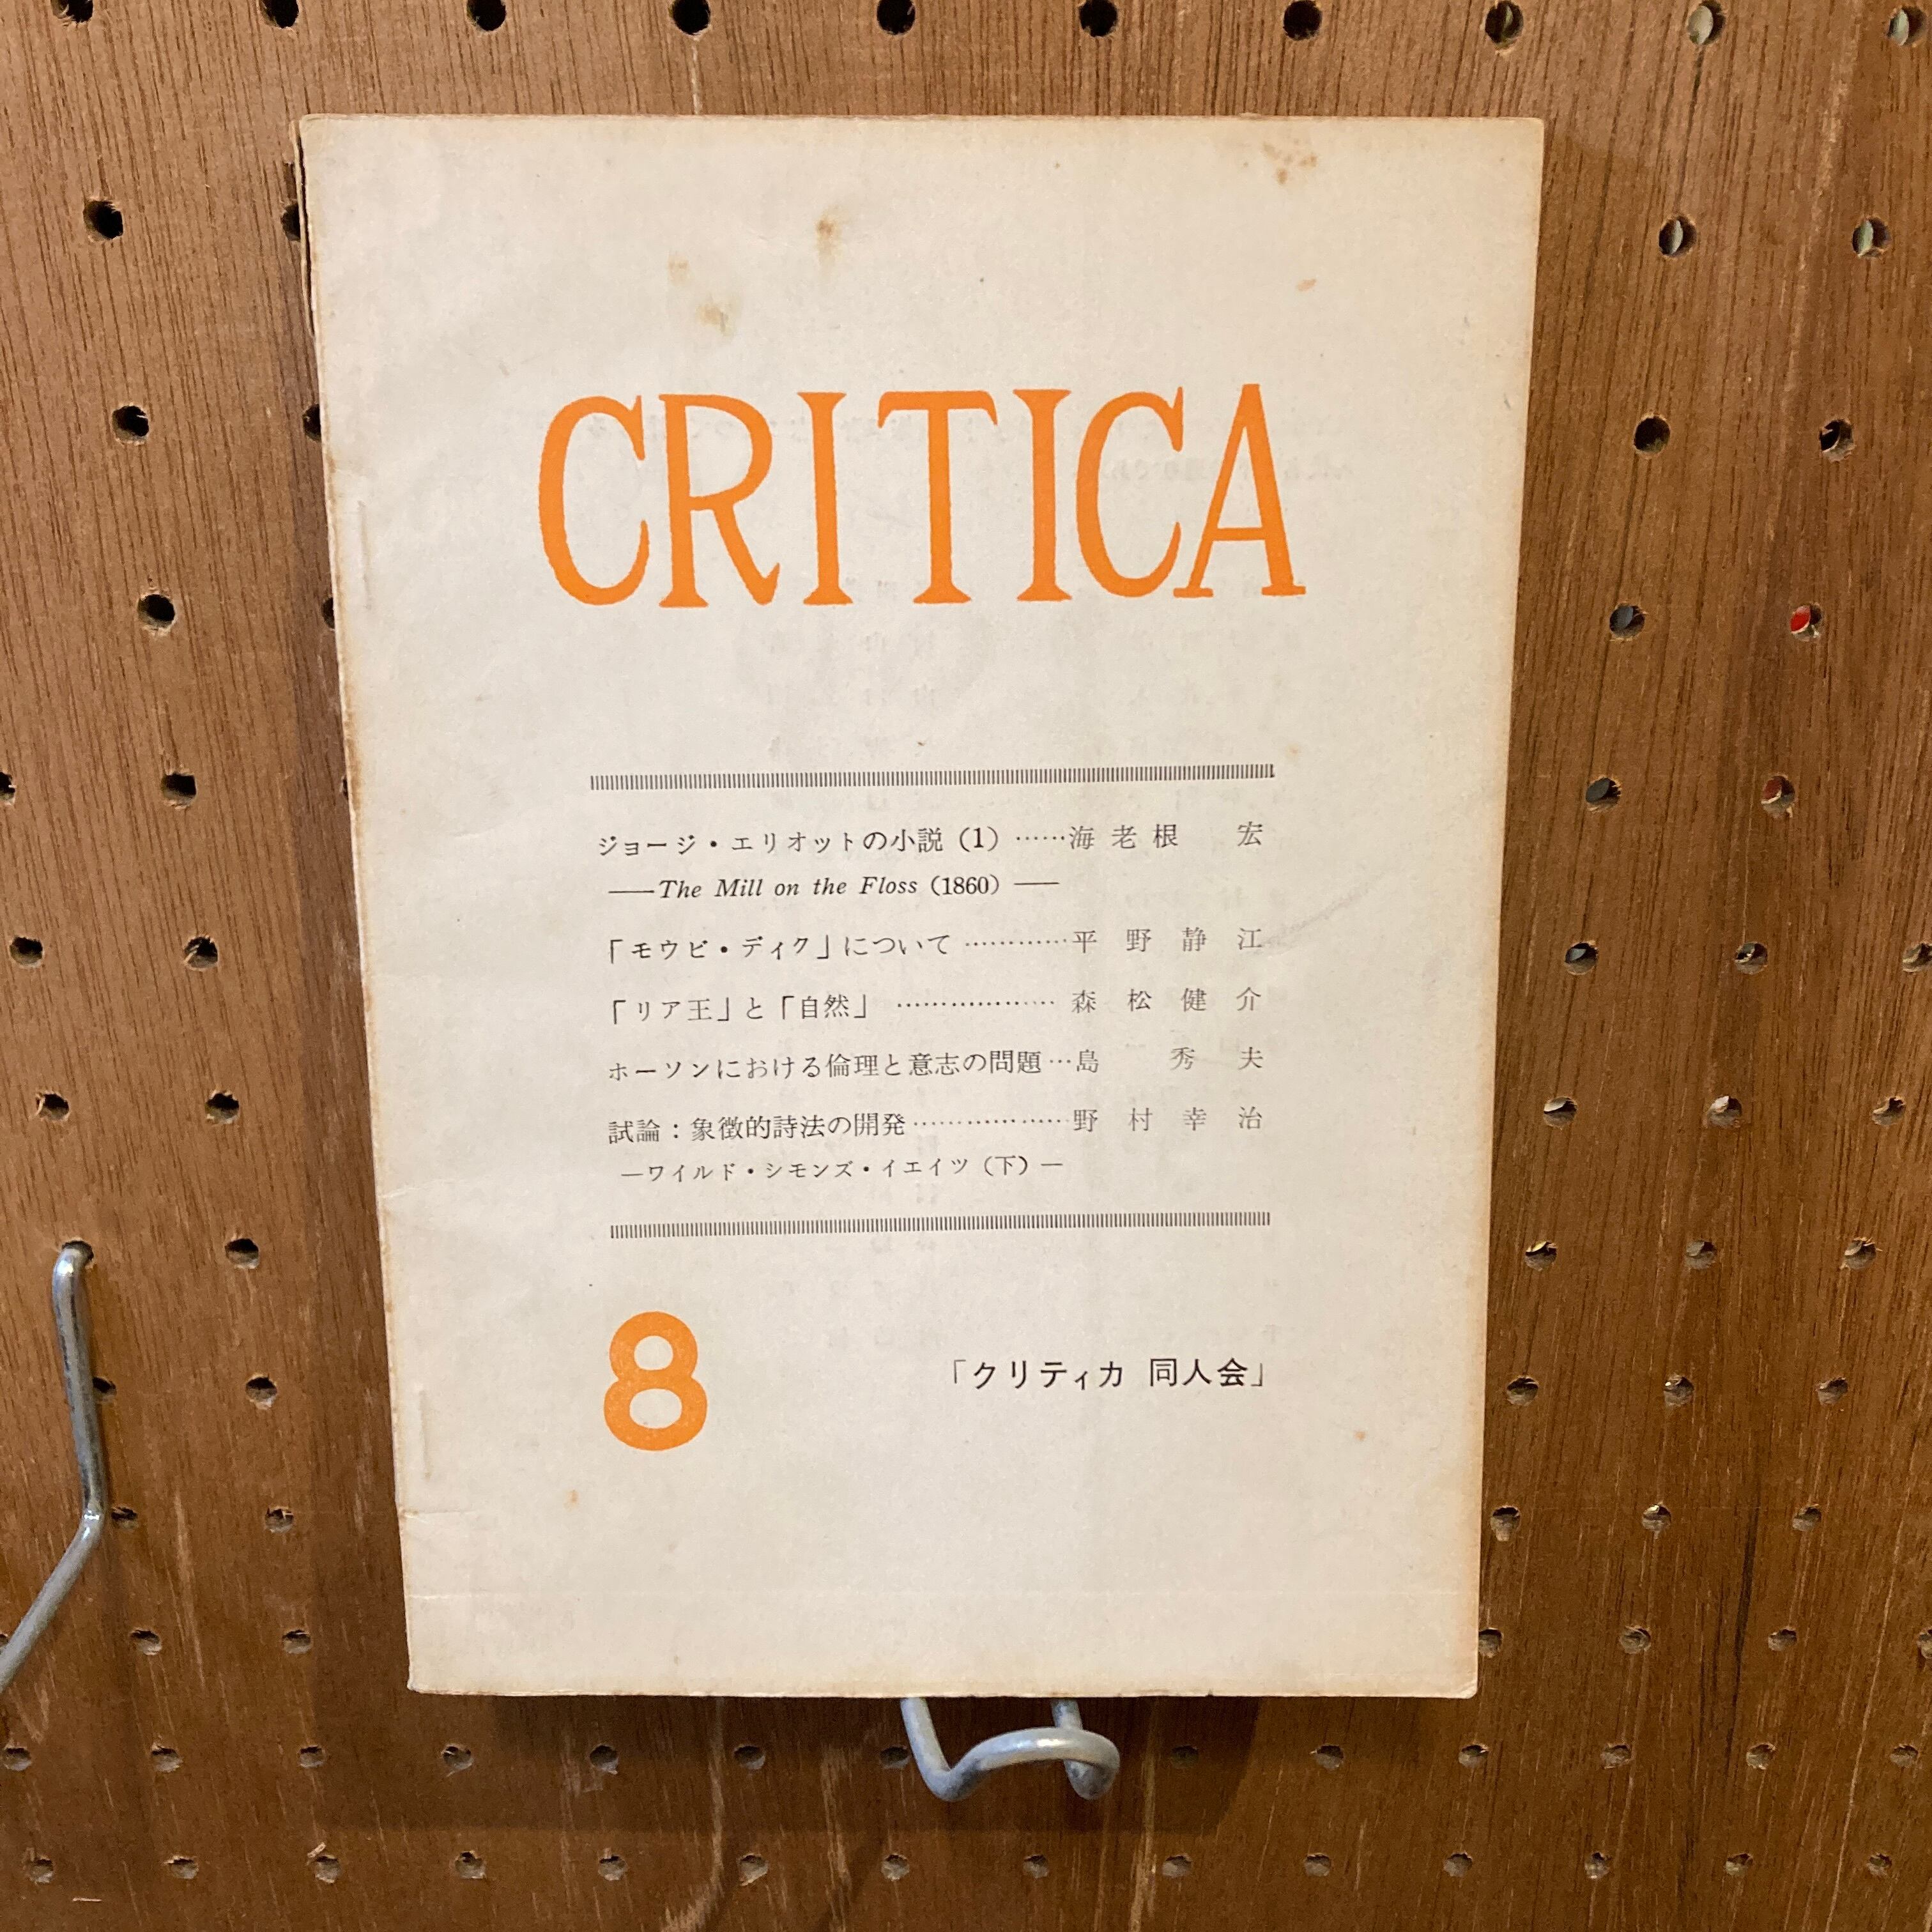 CRITICA
ジョージ・エリオットの小説（1）……海老根　宏
——The Mill on the Floss（1860）——
「モウビ・ディク」について…………平野静江
「リア王」と「自然」………………森松健介
ホーソンにおける倫理と意志の問題…島　秀夫
試論：象徴的詩法の開発………………野村幸治
—ワイルド・シモンズ・イエイツ（下）—
8
「クリティカ 同人会」